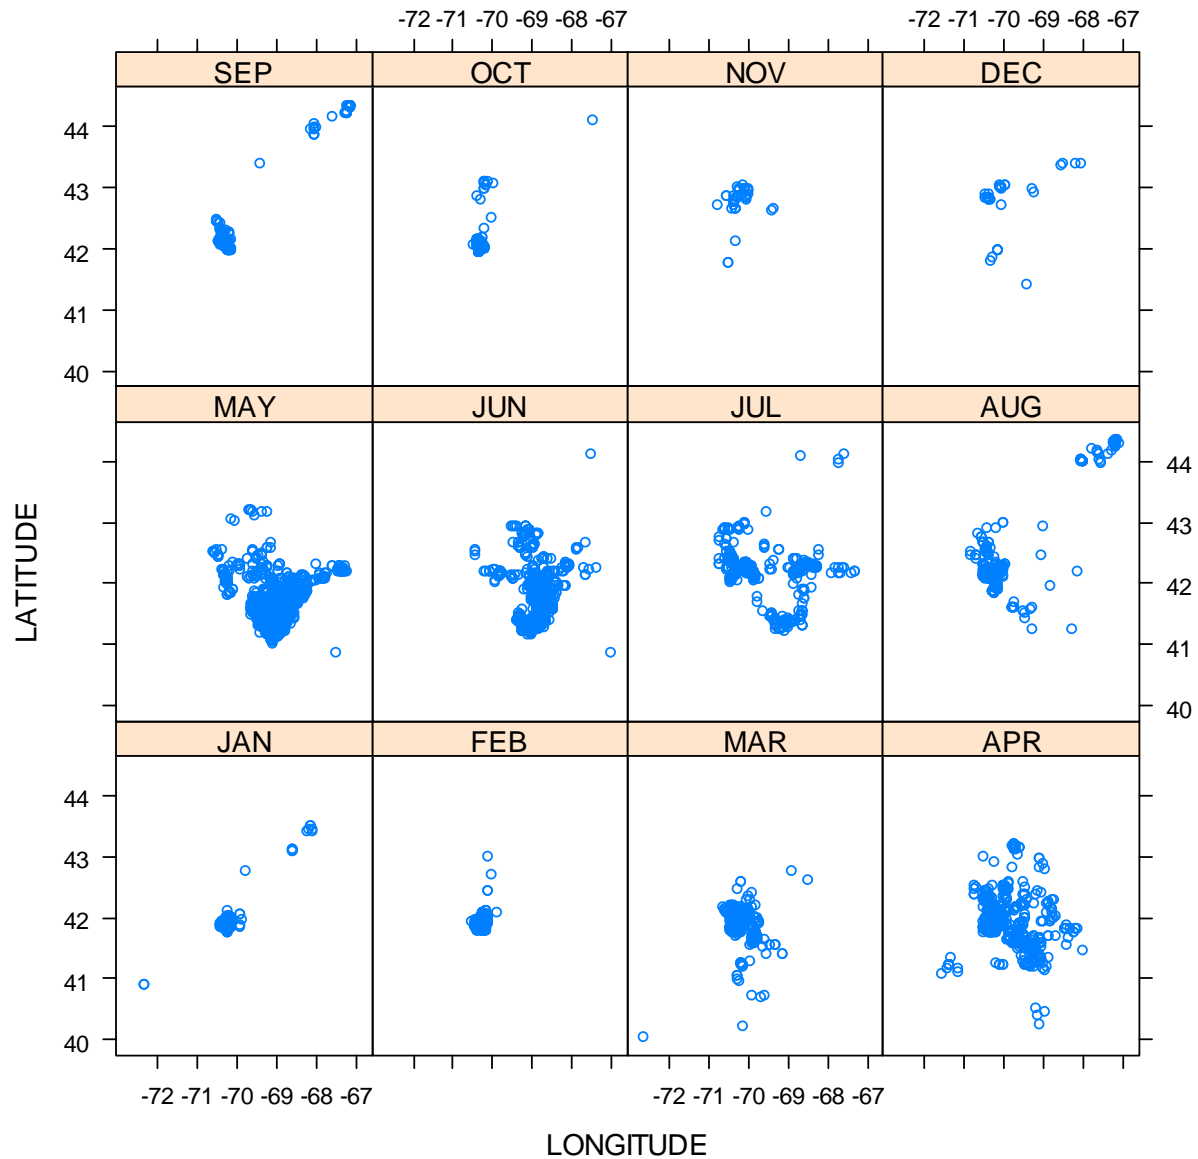 -72 -71 -70 -69 -68 -67 -72 -71 -70 -69 -68 -67
SEP OCT NOV DEC
44
43
42
41
40
MAY JUN JUL AUG
44
43
42
41
40
LATITUDE
JAN FEB MAR APR
44
43
42
41
40
-72 -71 -70 -69 -68 -67 -72 -71 -70 -69 -68 -67
LONGITUDE